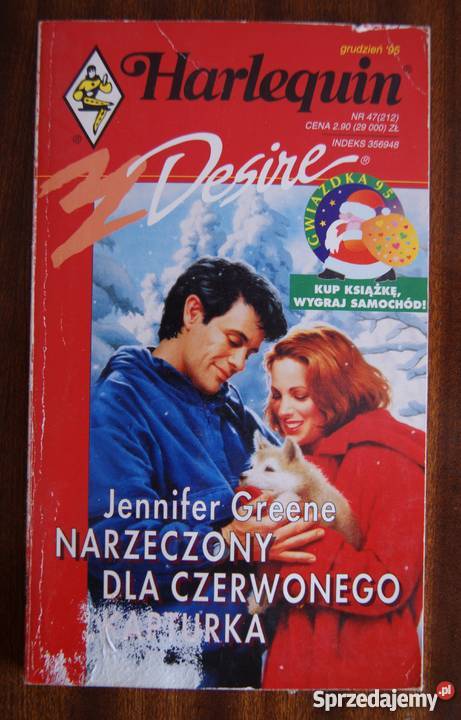 grudzień '95
Harlequin®
NR 47(212)
CENA 2.90 (29 000) ZŁ
INDEKS 356948
®
Desire®
GWIAZDKA 95
KUP KSIĄŻKĘ,
WYGRAJ SAMOCHÓD!
Jennifer Greene
NARZECZONY
DLA CZERWONEGO
KAPTURKA
Sprzedajemy.pl